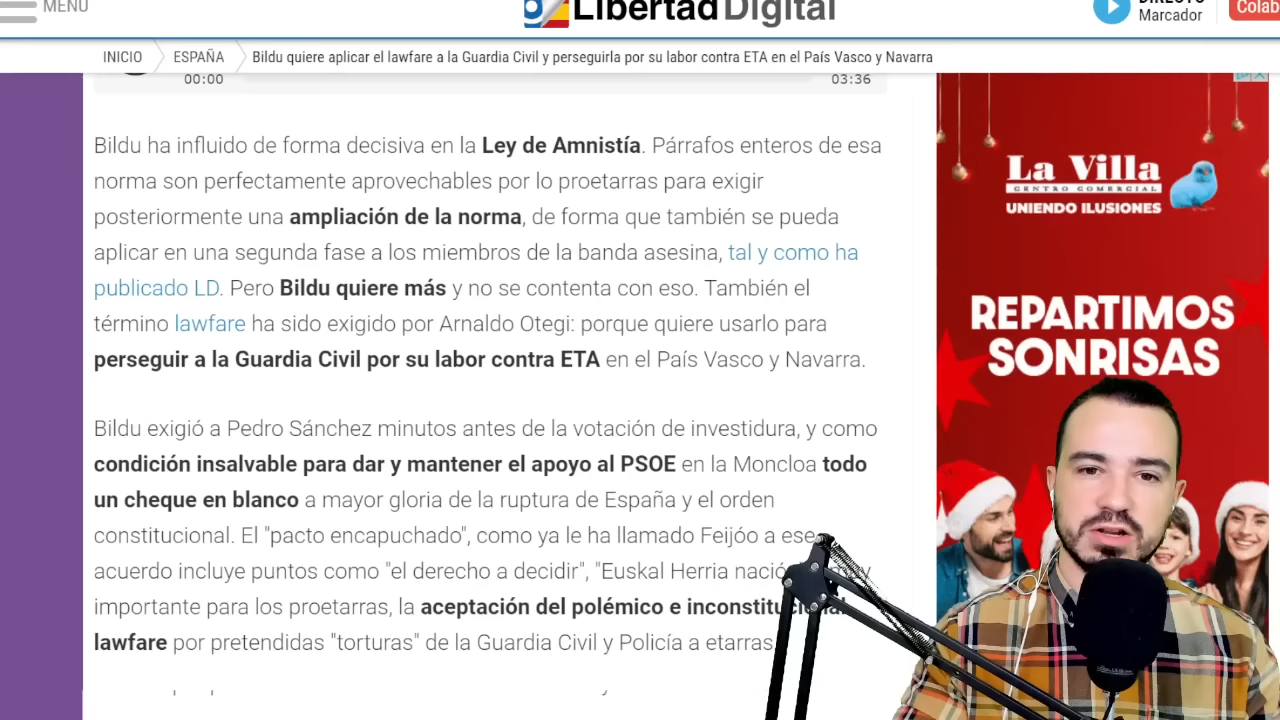 MENÚ
Libertad Digital
DIRECTO
Marcador
Colab
INICIO
ESPAÑA
Bildu quiere aplicar el lawfare a la Guardia Civil y perseguirla por su labor contra ETA en el País Vasco y Navarra
00:00
03:36
Bildu ha influido de forma decisiva en la Ley de Amnistía. Párrafos enteros de esa
norma son perfectamente aprovechables por lo proetarras para exigir
posteriormente una ampliación de la norma, de forma que también se pueda
aplicar en una segunda fase a los miembros de la banda asesina, tal y como ha
publicado LD. Pero Bildu quiere más y no se contenta con eso. También el
término lawfare ha sido exigido por Arnaldo Otegi: porque quiere usarlo para
perseguir a la Guardia Civil por su labor contra ETA en el País Vasco y Navarra.
Bildu exigió a Pedro Sánchez minutos antes de la votación de investidura, y como
condición insalvable para dar y mantener el apoyo al PSOE en la Moncloa todo
un cheque en blanco a mayor gloria de la ruptura de España y el orden
constitucional. El "pacto encapuchado", como ya le ha llamado Feijóo a ese
acuerdo incluye puntos como "el derecho a decidir", "Euskal Herria nació
importante para los proetarras, la aceptación del polémico e inconstitucional
lawfare por pretendidas "torturas" de la Guardia Civil y Policía a etarras.
La Villa
CENTRO COMERCIAL
UNIENDO ILUSIONES
REPARTIMOS
SONRISAS